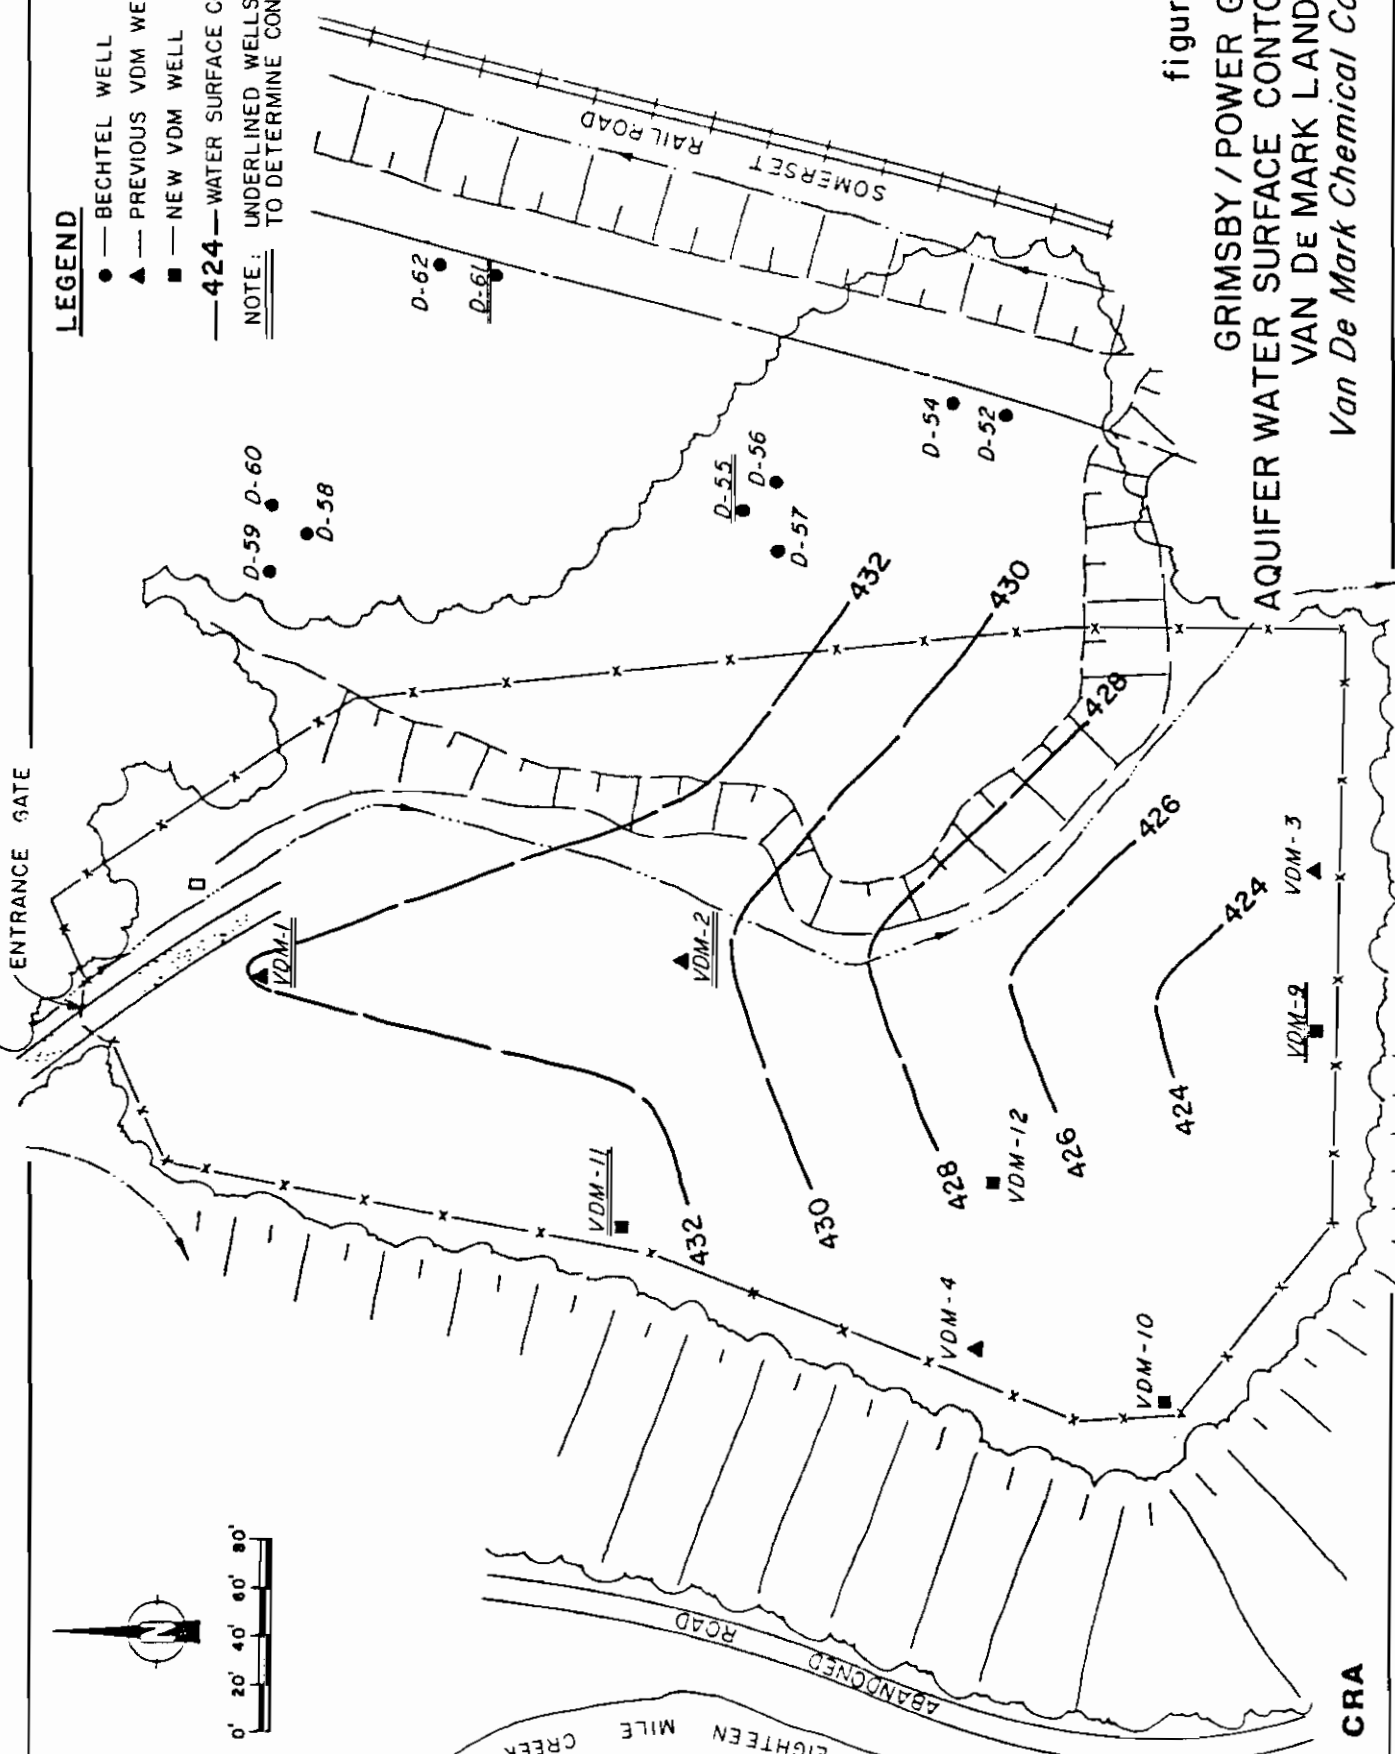 ENTRANCE GATE
LEGEND
● — BECHTEL WELL
▲ — PREVIOUS VDM WE
■ — NEW VDM WELL
—424— WATER SURFACE C
NOTE: UNDERLINED WELLS
TO DETERMINE CON
0' 20' 40' 60' 80'
N
D-59
D-60
D-58
D-62
D-61
D-55
D-56
D-57
D-54
D-52
SOMERSET RAILROAD
VDM-1
VDM-2
VDM-11
VDM-12
VDM-4
VDM-10
VDM-3
VDM-9
432
432
430
430
428
428
426
426
424
424
ABANDONED ROAD
EIGHTEEN MILE CREEK
figur
GRIMSBY / POWER G
AQUIFER WATER SURFACE CONTO
VAN DE MARK LAND
Van De Mark Chemical Co
CRA